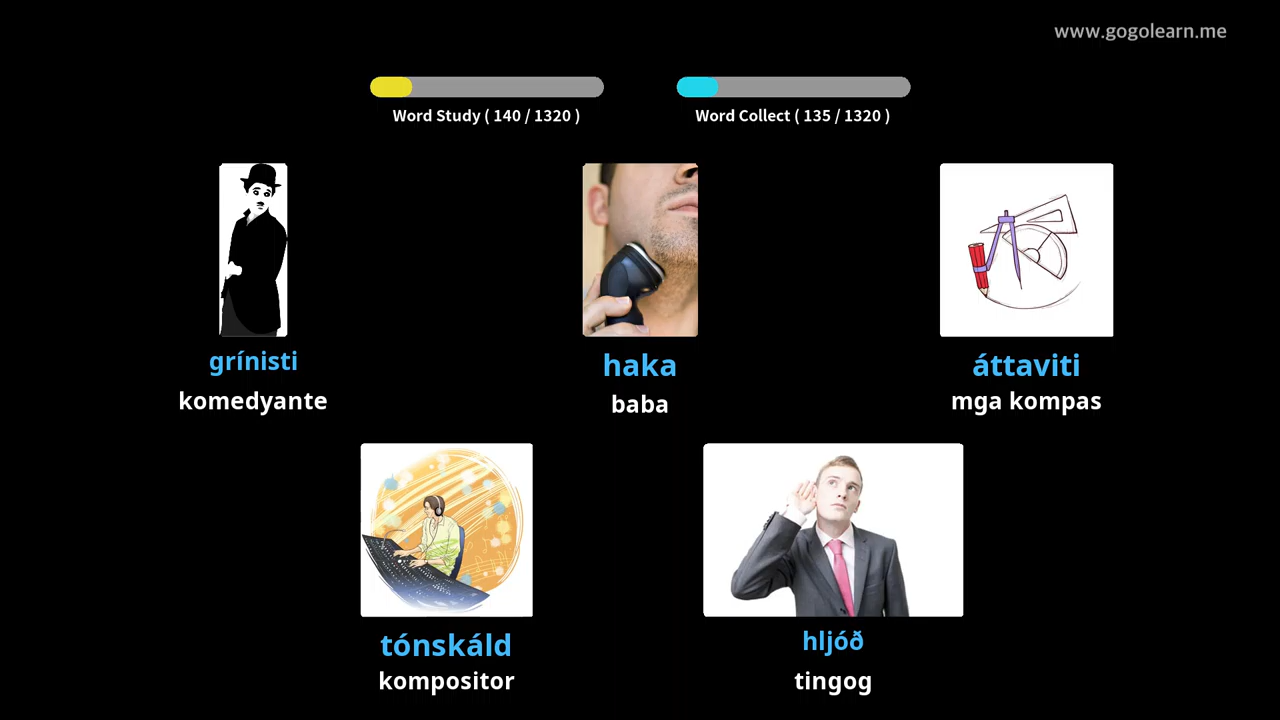 www.gogolearn.me
Word Study ( 140 / 1320 )
Word Collect ( 135 / 1320 )
grínisti
komedyante
haka
baba
áttaviti
mga kompas
tónskáld
kompositor
hljóð
tingog